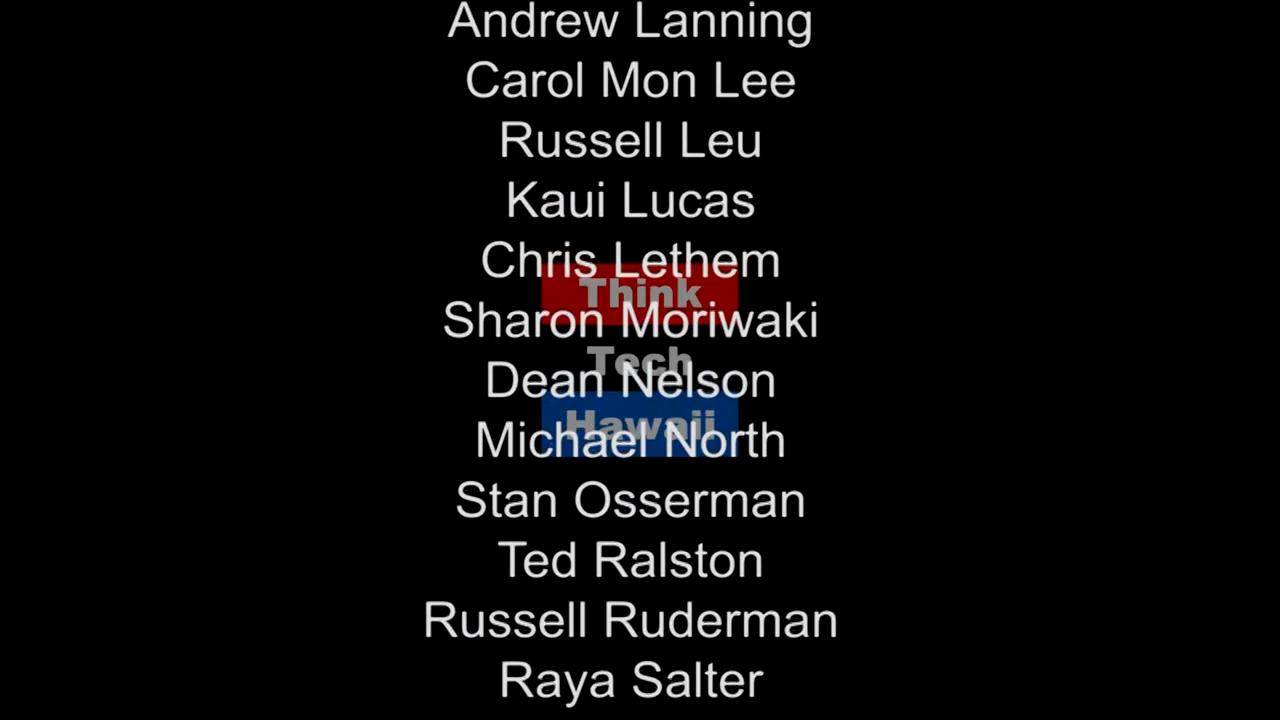 Andrew Lanning
Carol Mon Lee
Russell Leu
Kaui Lucas
Chris Lethem
Think
Sharon Moriwaki
Tech
Dean Nelson
Hawaii
Michael North
Stan Osserman
Ted Ralston
Russell Ruderman
Raya Salter